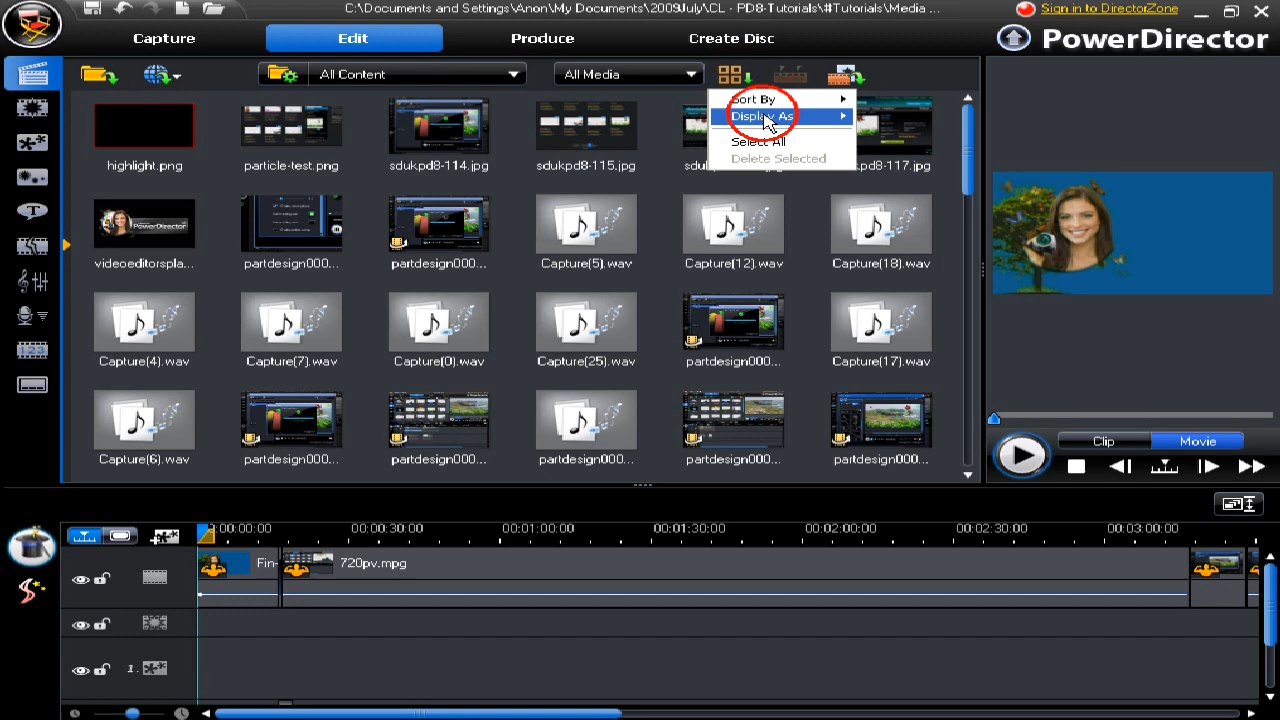 C:\Documents and Settings\Anon\My Documents\2009July\CL - PD8-Tutorials\#Tutorials\Media ...
Sign in to DirectorZone
Capture
Edit
Produce
Create Disc
PowerDirector
All Content
All Media
Sort By
Display As
Select All
Delete Selected
highlight.png
particle-test.png
sdukpd8-114.jpg
sdukpd8-115.jpg
pd8-117.jpg
PowerDirector
videoeditorspla...
partdesign000...
partdesign000...
Capture(5).wav
Capture(12).wav
Capture(18).wav
Capture(4).wav
Capture(7).wav
Capture(0).wav
Capture(25).wav
partdesign000...
Capture(17).wav
Capture(6).wav
partdesign000...
partdesign000...
partdesign000...
partdesign000...
partdesign000...
Clip
Movie
:00:00:00
00:00:30:00
00:01:00:00
00:01:30:00
00:02:00:00
00:02:30:00
00:03:00:00
Fin-
720pv.mpg
1.